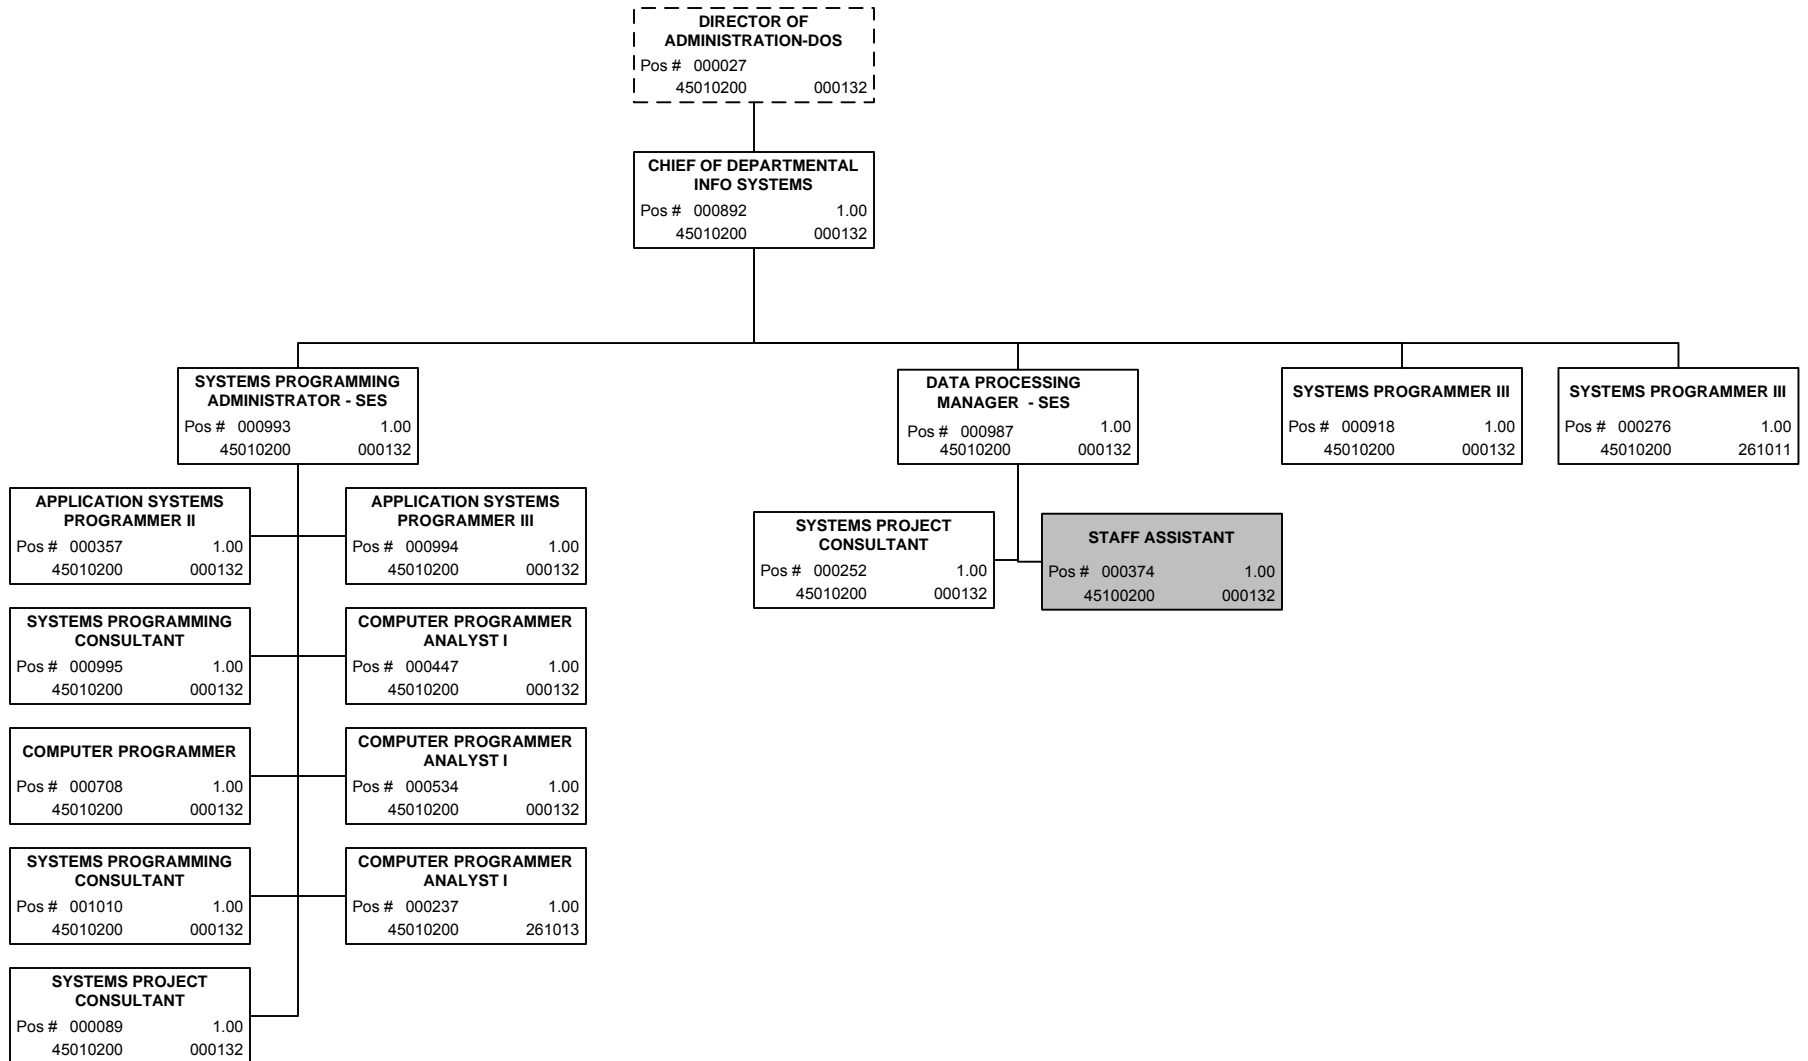 DIRECTOR OF
ADMINISTRATION-DOS
Pos # 000027
45010200 000132
CHIEF OF DEPARTMENTAL
INFO SYSTEMS
Pos # 000892 1.00
45010200 000132
SYSTEMS PROGRAMMING
ADMINISTRATOR - SES
Pos # 000993 1.00
45010200 000132
DATA PROCESSING
MANAGER - SES
Pos # 000987 1.00
45010200 000132
SYSTEMS PROGRAMMER III
Pos # 000918 1.00
45010200 000132
SYSTEMS PROGRAMMER III
Pos # 000276 1.00
45010200 261011
APPLICATION SYSTEMS
PROGRAMMER II
Pos # 000357 1.00
45010200 000132
APPLICATION SYSTEMS
PROGRAMMER III
Pos # 000994 1.00
45010200 000132
SYSTEMS PROJECT
CONSULTANT
Pos # 000252 1.00
45010200 000132
STAFF ASSISTANT
Pos # 000374 1.00
45100200 000132
SYSTEMS PROGRAMMING
CONSULTANT
Pos # 000995 1.00
45010200 000132
COMPUTER PROGRAMMER
ANALYST I
Pos # 000447 1.00
45010200 000132
COMPUTER PROGRAMMER
Pos # 000708 1.00
45010200 000132
COMPUTER PROGRAMMER
ANALYST I
Pos # 000534 1.00
45010200 000132
SYSTEMS PROGRAMMING
CONSULTANT
Pos # 001010 1.00
45010200 000132
COMPUTER PROGRAMMER
ANALYST I
Pos # 000237 1.00
45010200 261013
SYSTEMS PROJECT
CONSULTANT
Pos # 000089 1.00
45010200 000132